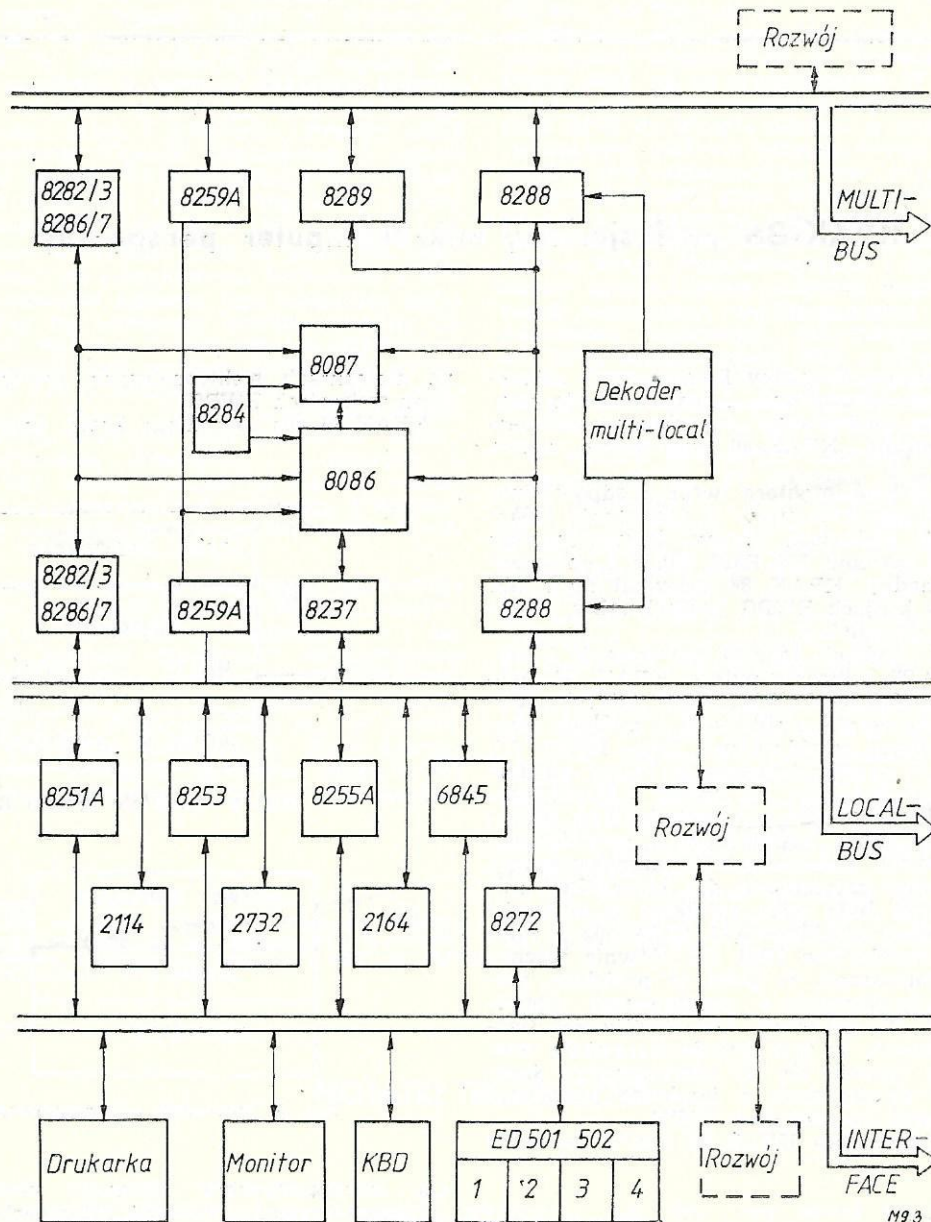 Rozwój
8282/3
8286/7
8259A
8289
8288
MULTI-
BUS
8087
8284
Dekoder
multi-local
8086
8282/3
8286/7
8259A
8237
8288
8251A
8253
8255A
6845
Rozwój
LOCAL-
BUS
2114
2732
2164
8272
Drukarka
Monitor
KBD
ED 501 502
1 2 3 4
Rozwój
INTER-
FACE
M93